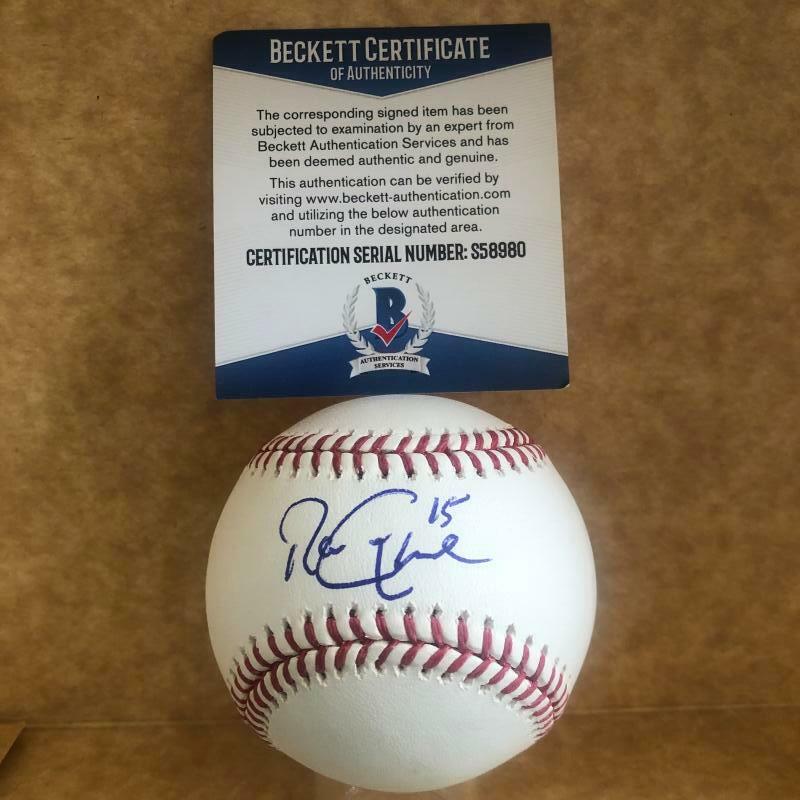 BECKETT CERTIFICATE
OF AUTHENTICITY
The corresponding signed item has been
subjected to examination by an expert from
Beckett Authentication Services and has
been deemed authentic and genuine.
This authentication can be verified by
visiting www.beckett-authentication.com
and utilizing the below authentication
number in the designated area.
CERTIFICATION SERIAL NUMBER: S58980
BECKETT
B
AUTHENTICATION
SERVICES
15